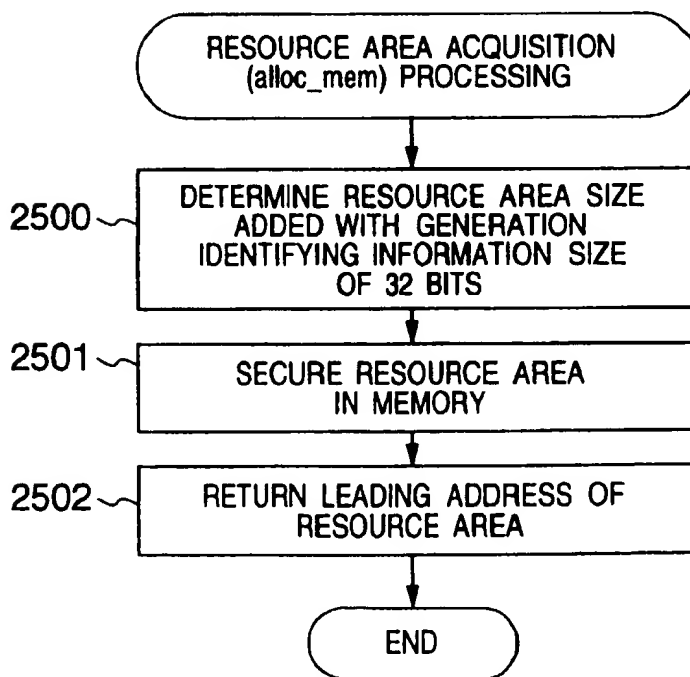 RESOURCE AREA ACQUISITION
(alloc_mem) PROCESSING
2500
DETERMINE RESOURCE AREA SIZE
ADDED WITH GENERATION
IDENTIFYING INFORMATION SIZE
OF 32 BITS
2501
SECURE RESOURCE AREA
IN MEMORY
2502
RETURN LEADING ADDRESS OF
RESOURCE AREA
END